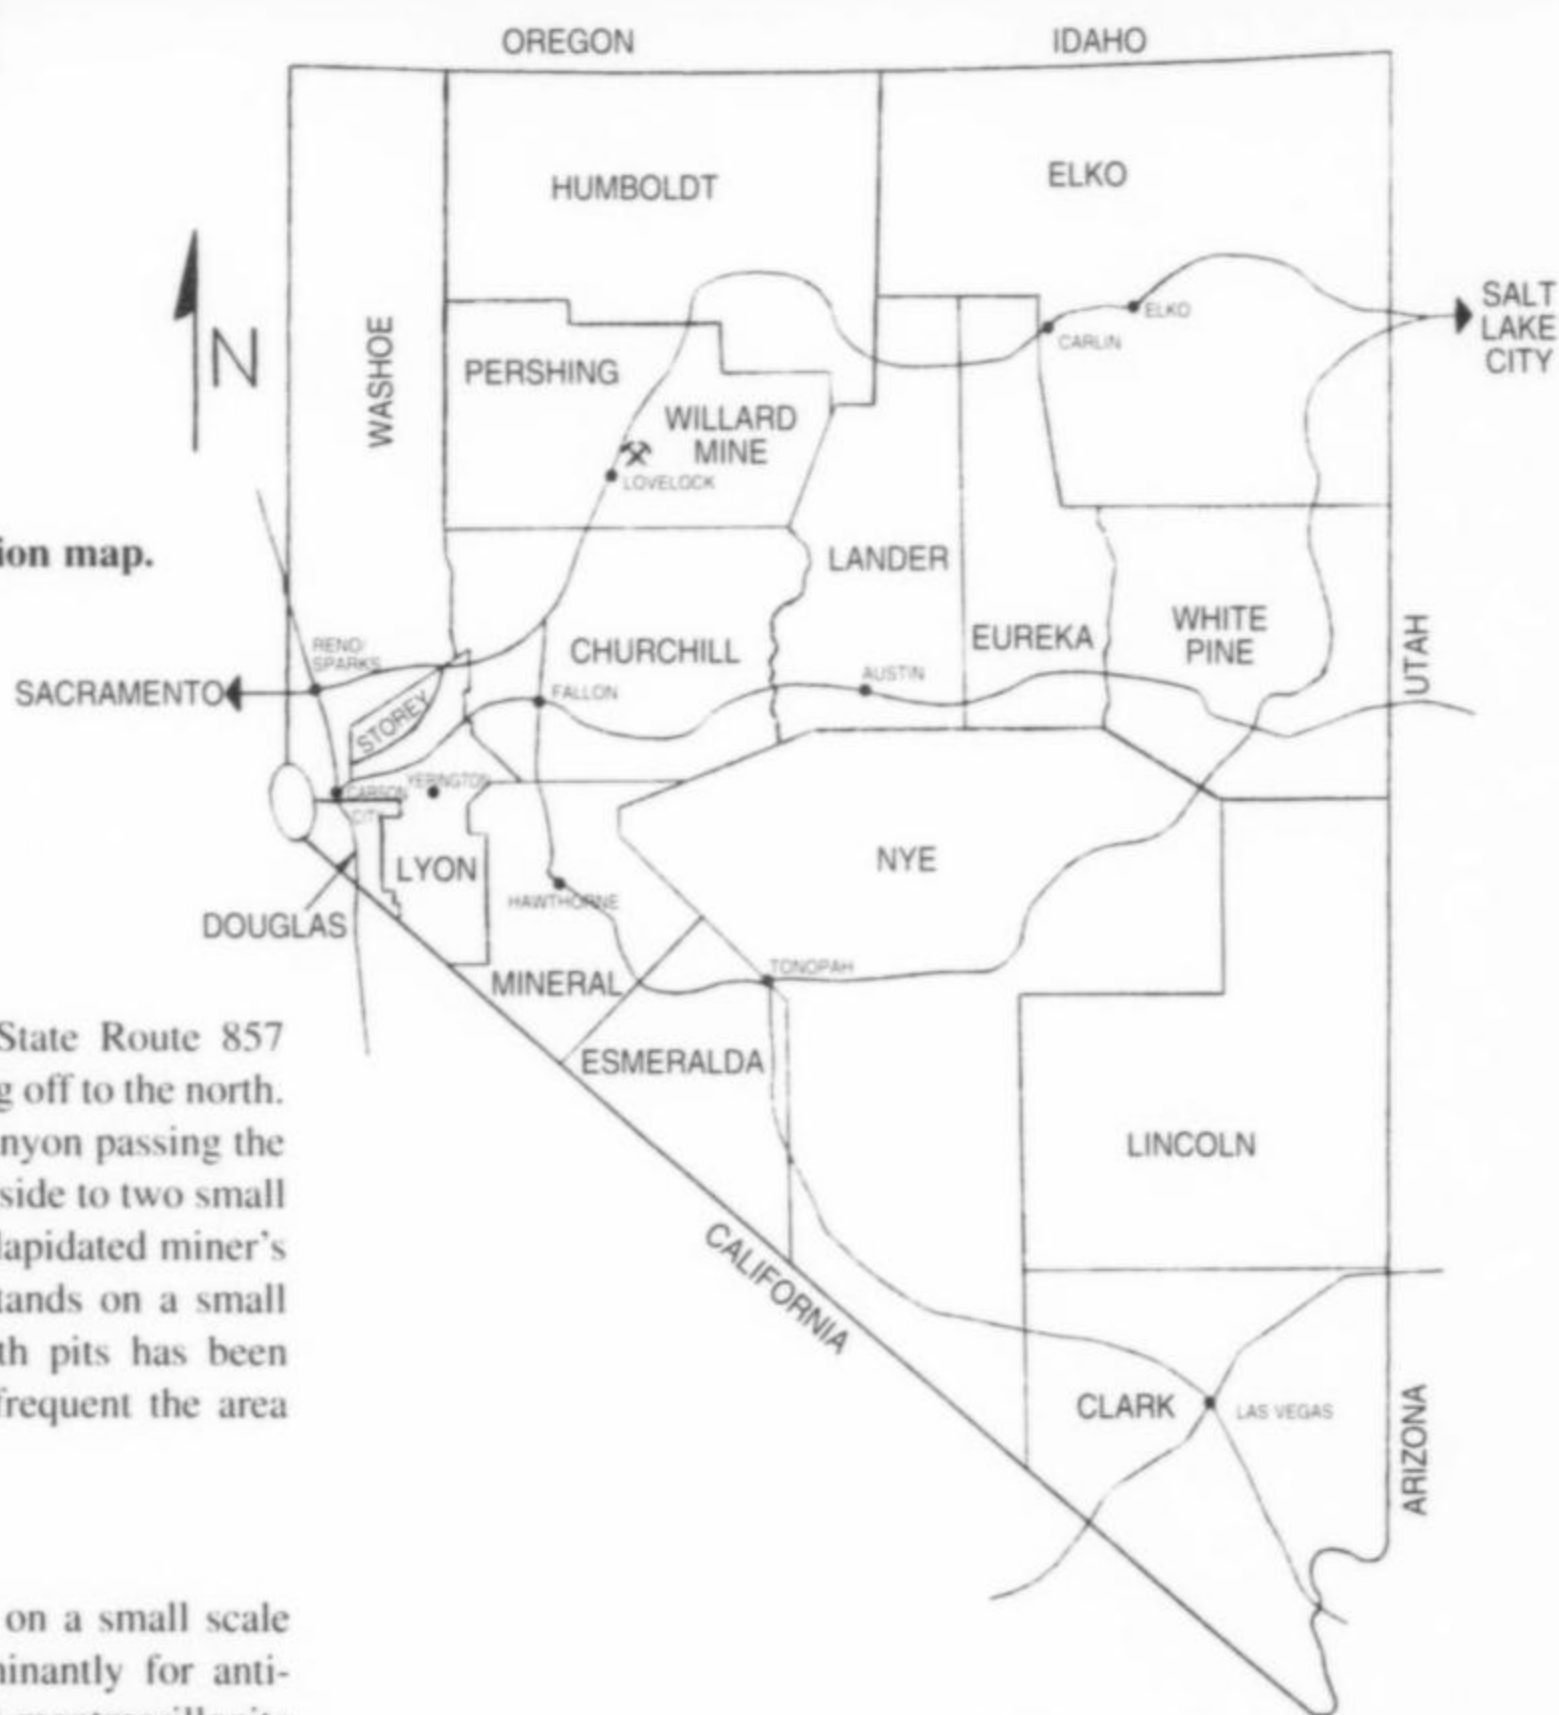 OREGON
IDAHO
HUMBOLDT
ELKO
WASHOE
N
PERSHING
WILLARD
MINE
LOVELOCK
CARLIN
ELKO
SALT
LAKE
CITY
ion map.
LANDER
EUREKA
WHITE
PINE
UTAH
RENO/
SPARKS
SACRAMENTO
CHURCHILL
FALLON
AUSTIN
STOREY
CARSON
CITY
YERINGTON
LYON
NYE
DOUGLAS
HAWTHORNE
MINERAL
TONOPAH
ESMERALDA
LINCOLN
CALIFORNIA
CLARK
LAS VEGAS
ARIZONA
State Route 857
g off to the north.
nyon passing the
side to two small
lapidated miner's
tands on a small
th pits has been
frequent the area
on a small scale
ninantly for anti-